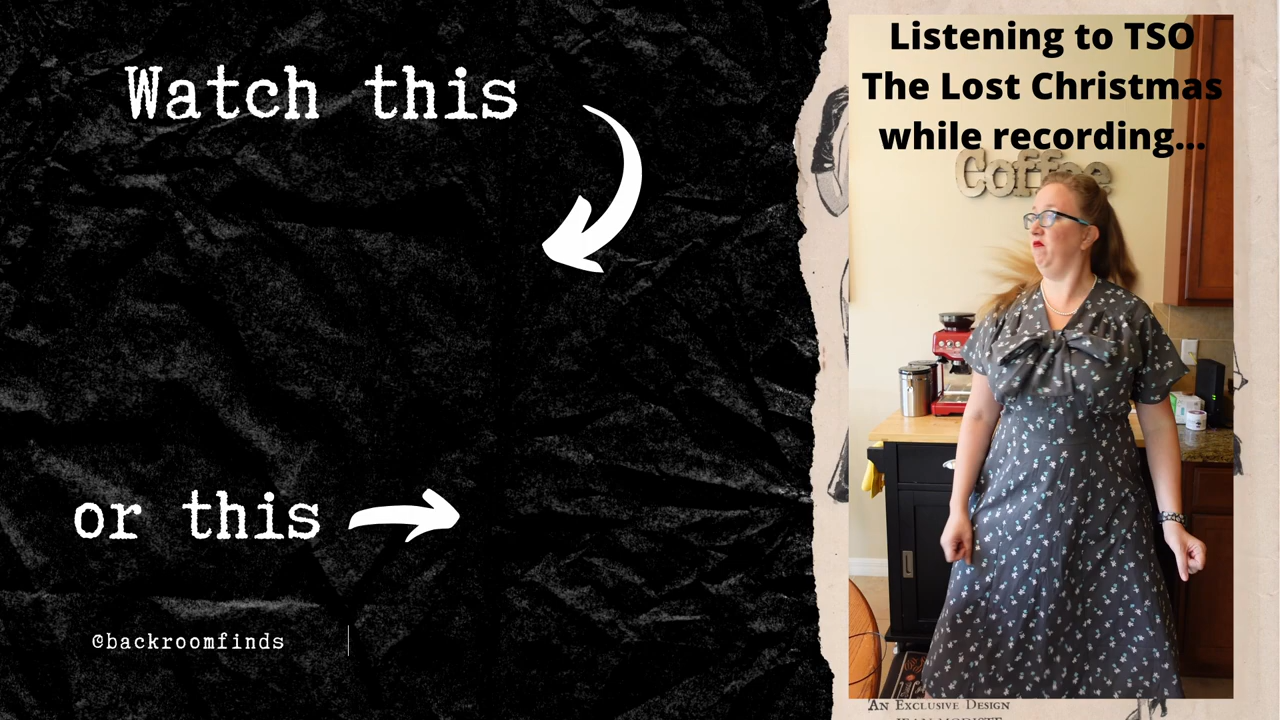 Watch this
or this
@backroomfinds
Listening to TSO
The Lost Christmas
while recording...
Coffee
An Exclusive Design